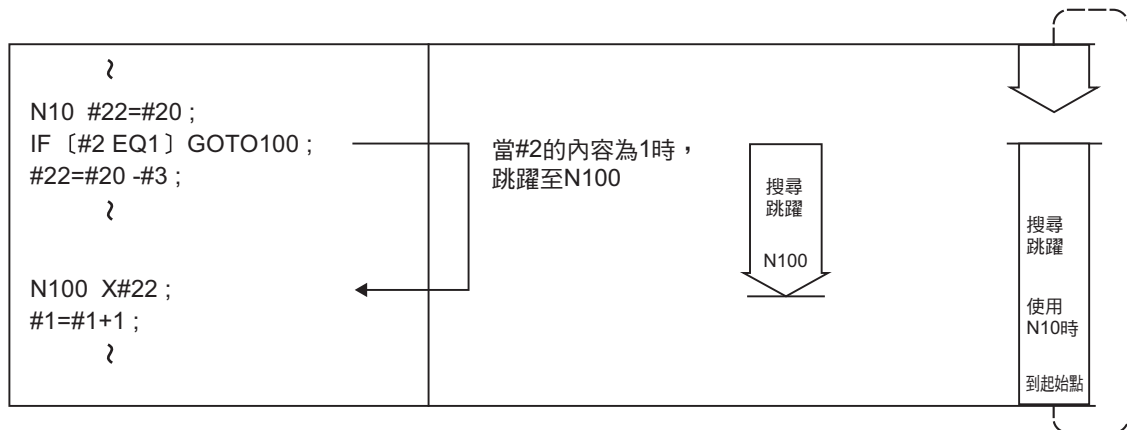 ~
N10 #22=#20 ;
IF〔#2 EQ1〕GOTO100 ;
#22=#20 -#3 ;
~
N100 X#22 ;
#1=#1+1 ;
~
當#2的內容為1時，
跳躍至N100
搜尋
跳躍
N100
搜尋
跳躍
使用
N10時
到起始點